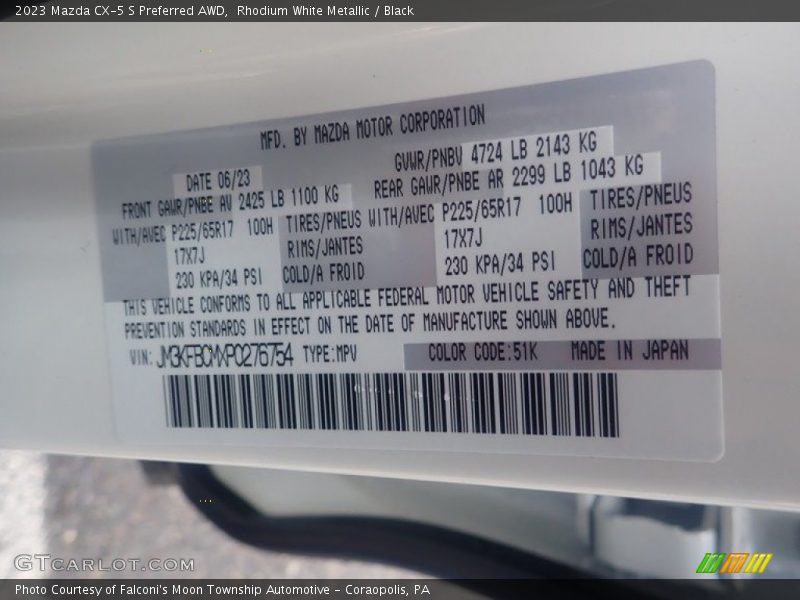 2023 Mazda CX-5 S Preferred AWD,  Rhodium White Metallic / Black
MFD. BY MAZDA MOTOR CORPORATION
DATE 06/23 GVWR/PNBV 4724 LB 2143 KG
FRONT GAWR/PNBE AV 2425 LB 1100 KG REAR GAWR/PNBE AR 2299 LB 1043 KG
WITH/AVEC P225/65R17 100H TIRES/PNEUS WITH/AVEC P225/65R17 100H TIRES/PNEUS
17X7J RIMS/JANTES 17X7J RIMS/JANTES
230 KPA/34 PSI COLD/A FROID 230 KPA/34 PSI COLD/A FROID
THIS VEHICLE CONFORMS TO ALL APPLICABLE FEDERAL MOTOR VEHICLE SAFETY AND THEFT
PREVENTION STANDARDS IN EFFECT ON THE DATE OF MANUFACTURE SHOWN ABOVE.
VIN: JM3KFBCMXP0276754 TYPE:MPV COLOR CODE:51K MADE IN JAPAN
GTCARLOT.COM
Photo Courtesy of Falconi's Moon Township Automotive - Coraopolis, PA